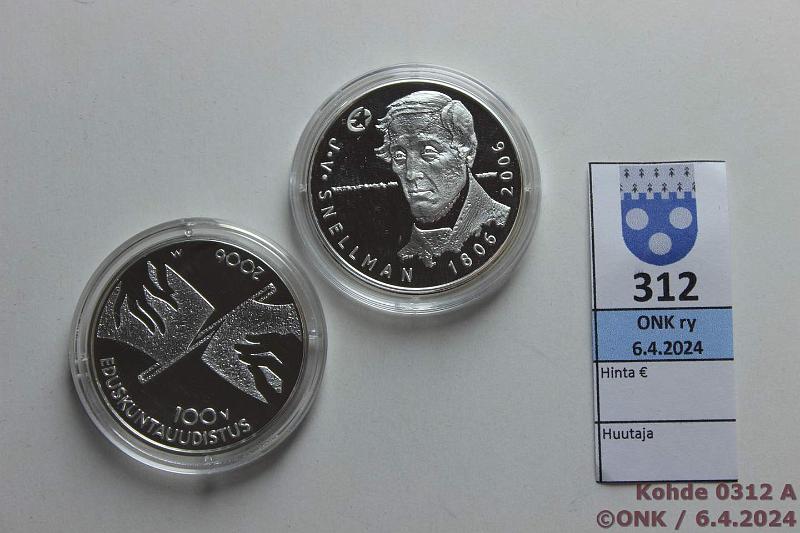 J·V·SNELLMAN 1806 2006
2006
M
100V
EDUSKUNTAUUDISTUS
312
ONK ry
6.4.2024
Hinta €
Huutaja
Kohde 0312 A
©ONK / 6.4.2024